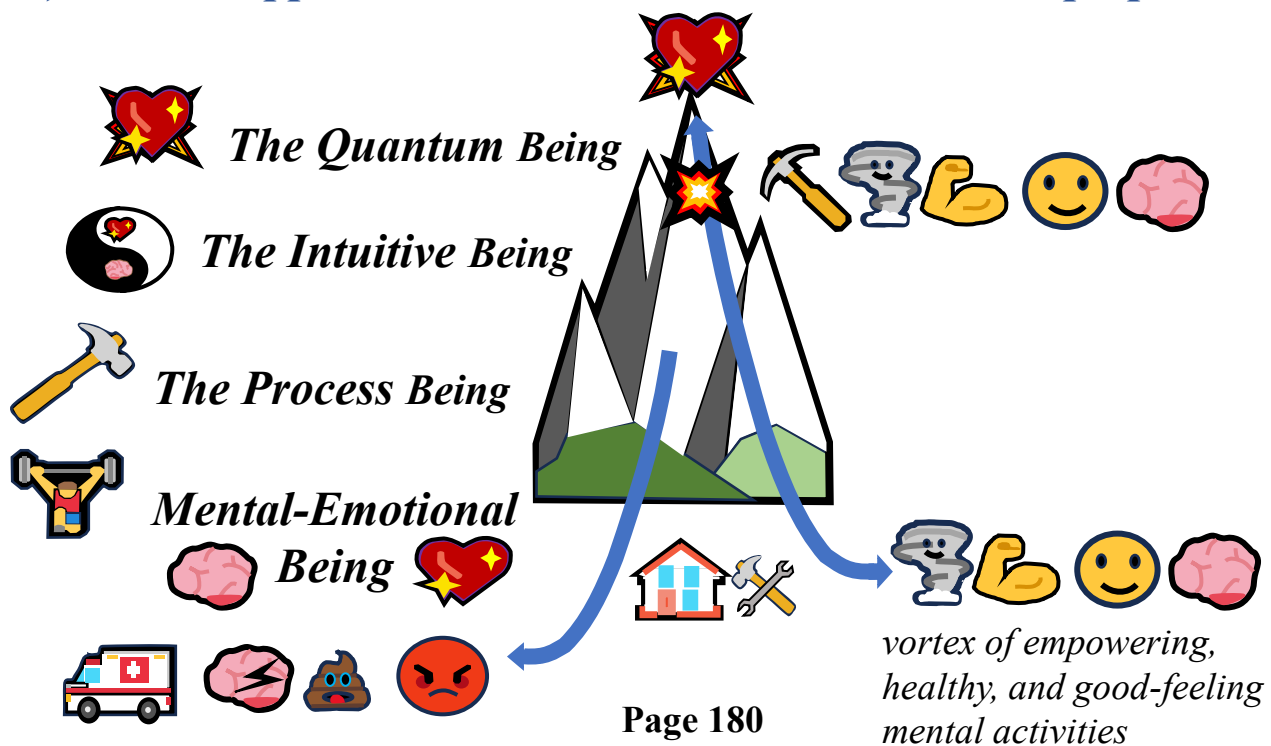 The Quantum Being
The Intuitive Being
The Process Being
Mental-Emotional
Being
Page 180
vortex of empowering,
healthy, and good-feeling
mental activities